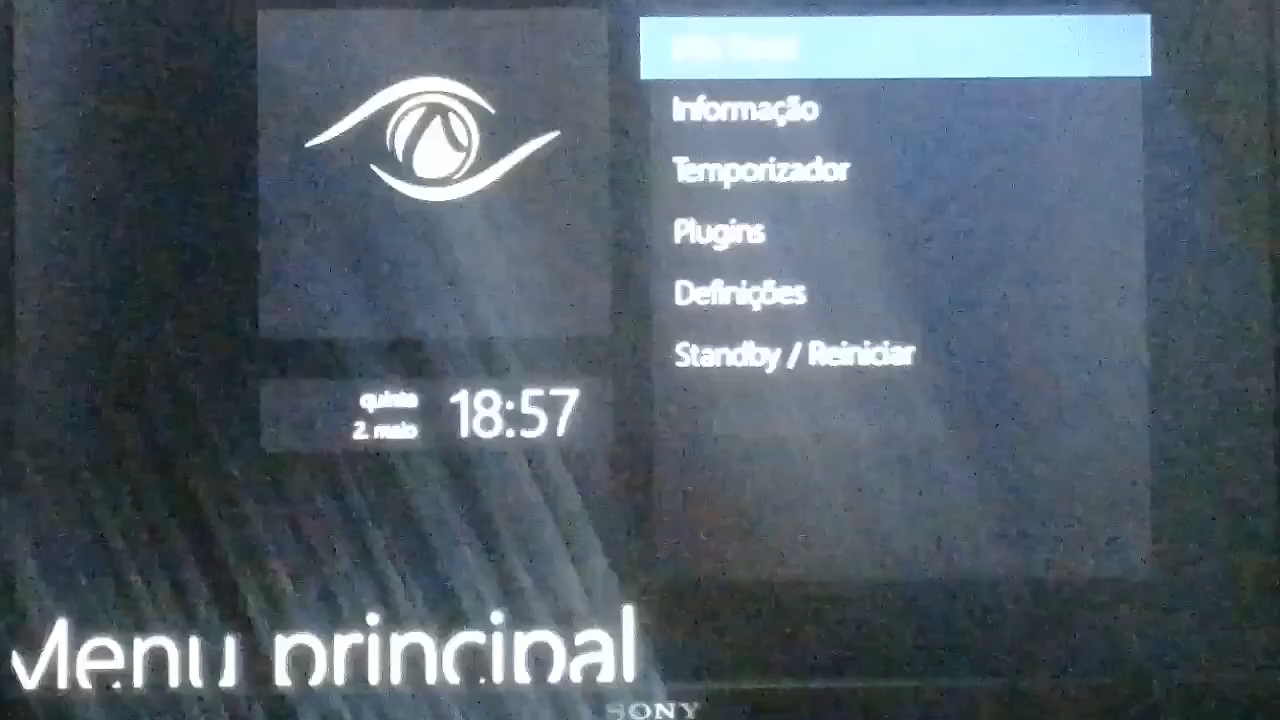 Informação
Temporizador
Plugins
Definições
Standby / Reiniciar
quinta
2. maio
18:57
Menu principal
SONY